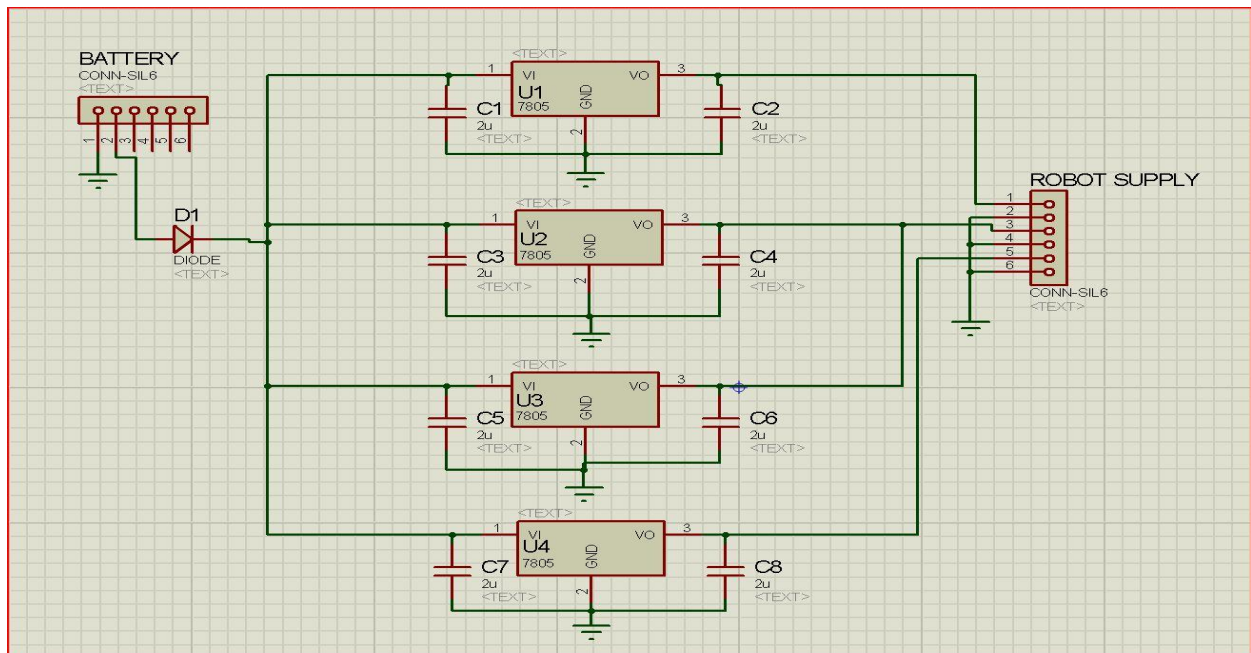 BATTERY
CONN-SIL6
<TEXT>
1 2 3 4 5 6
D1
DIODE
<TEXT>
<TEXT>
1 VI VO 3
U1
7805
GND
2
C1
2u
<TEXT>
C2
2u
<TEXT>
<TEXT>
1 VI VO 3
U2
7805
GND
2
C3
2u
<TEXT>
C4
2u
<TEXT>
<TEXT>
1 VI VO 3
U3
7805
GND
2
C5
2u
<TEXT>
C6
2u
<TEXT>
<TEXT>
1 VI VO 3
U4
7805
GND
2
C7
2u
<TEXT>
C8
2u
<TEXT>
ROBOT SUPPLY
1
2
3
4
5
6
CONN-SIL6
<TEXT>